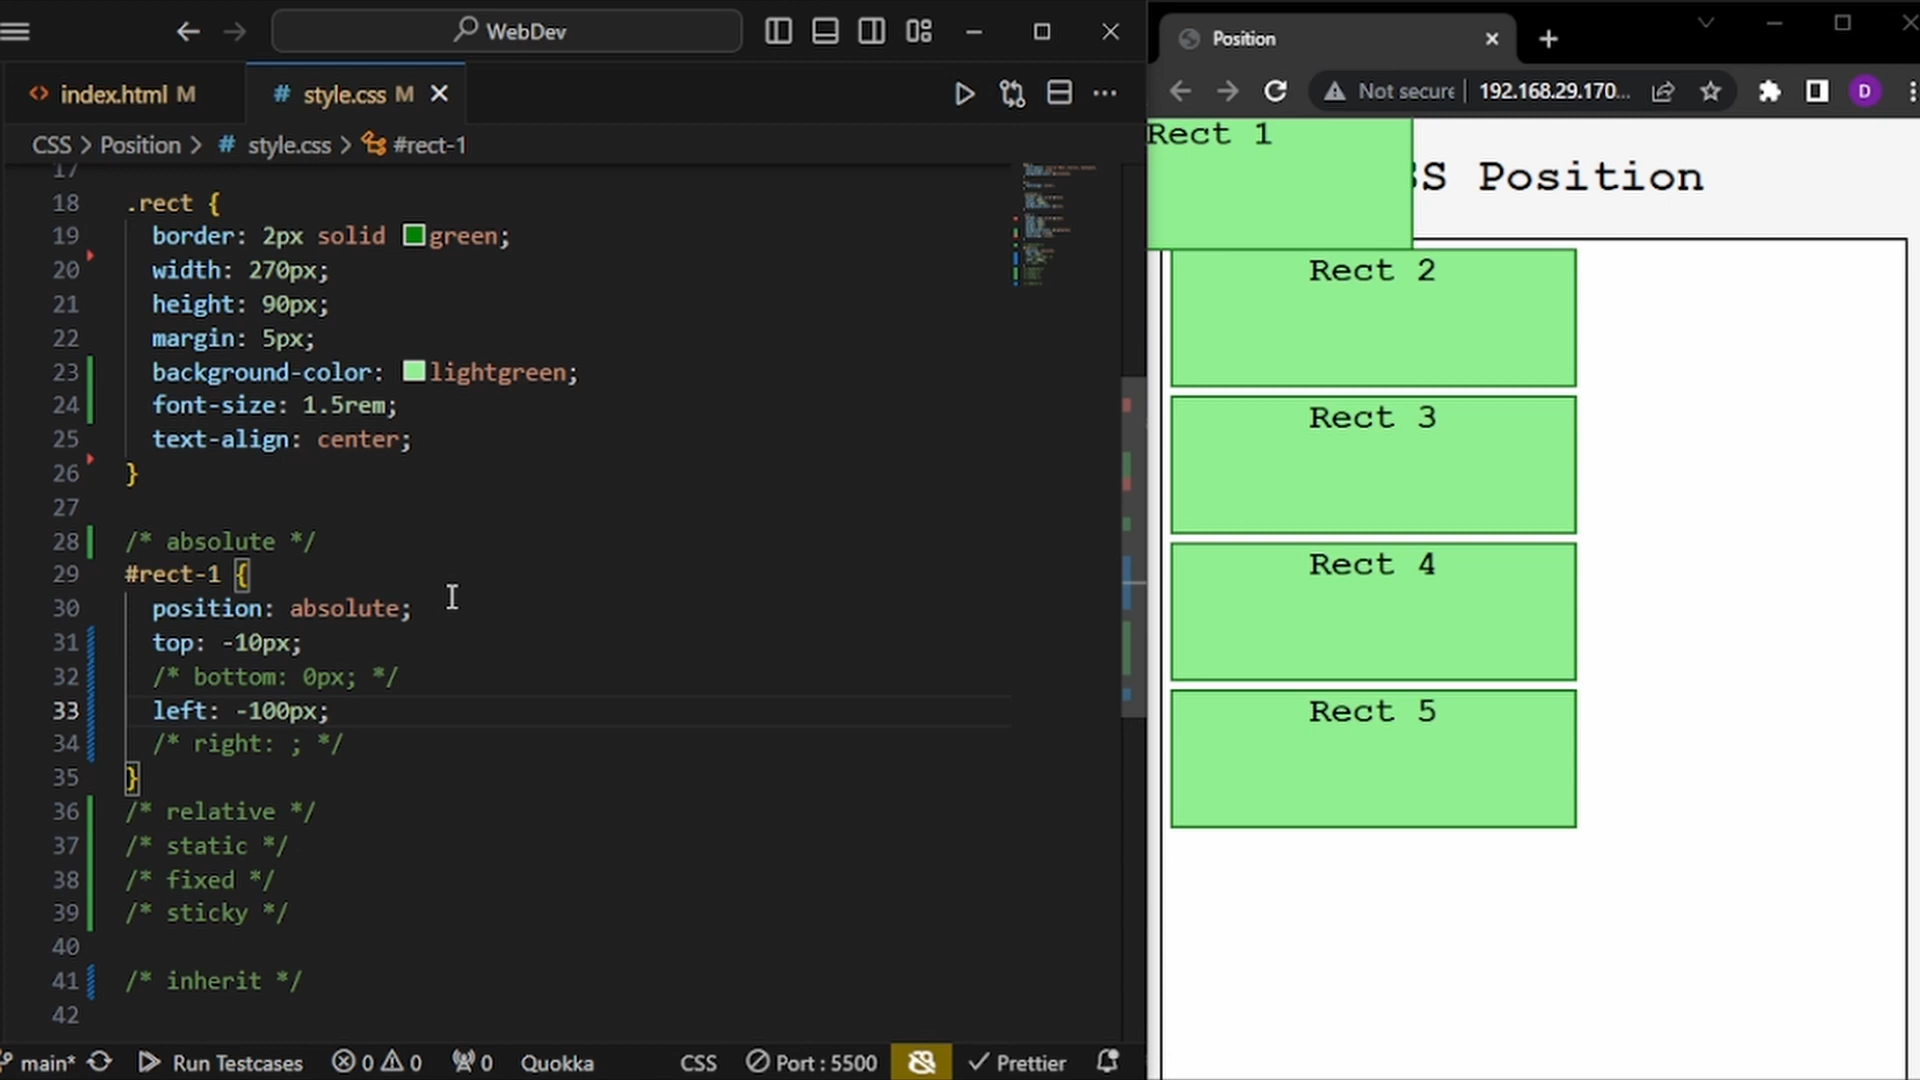 WebDev
index.html M
# style.css M
CSS > Position > # style.css > #rect-1
17
18 .rect {
19 border: 2px solid green;
20 width: 270px;
21 height: 90px;
22 margin: 5px;
23 background-color: lightgreen;
24 font-size: 1.5rem;
25 text-align: center;
26 }
27
28 /* absolute */
29 #rect-1 {
30 position: absolute;
31 top: -10px;
32 /* bottom: 0px; */
33 left: -100px;
34 /* right: ; */
35 }
36 /* relative */
37 /* static */
38 /* fixed */
39 /* sticky */
40
41 /* inherit */
42
main* Run Testcases 0 0 0 Quokka CSS Port : 5500 Prettier
Position
Not secure 192.168.29.170... D
Rect 1
S Position
Rect 2
Rect 3
Rect 4
Rect 5